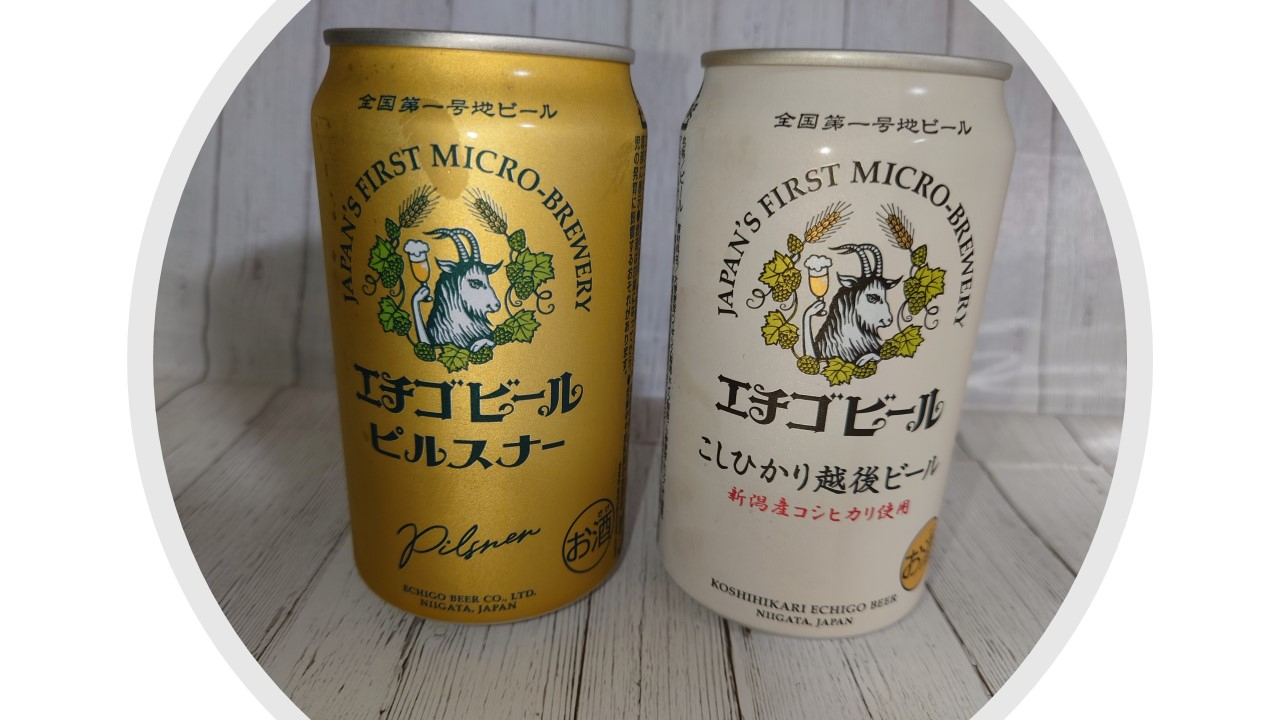 全国第一号地ビール
JAPAN'S FIRST MICRO-BREWERY
エチゴビール
ピルスナー
Pilsner
お酒
ECHIGO BEER CO., LTD.
NIIGATA, JAPAN
全国第一号地ビール
JAPAN'S FIRST MICRO-BREWERY
エチゴビール
こしひかり越後ビール
新潟産コシヒカリ使用
お酒
KOSHIHIKARI ECHIGO BEER
NIIGATA, JAPAN